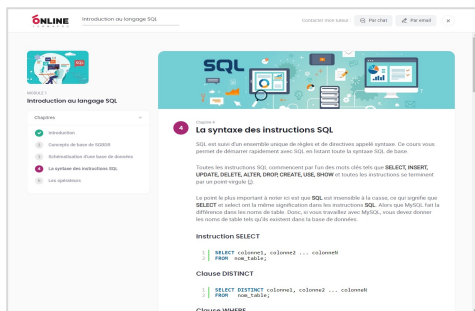 ONLINE
Introduction au langage SQL
Contacter mon tuteur :
Par chat
Par email
SQL
MODULE 1
Introduction au langage SQL
Chapitres
Introduction
2 Concepts de base de SGBDR
3 Schématisation d'une base de données
4 La syntaxe des instructions SQL
5 Les opérateurs
SQL
4
Chapitre 4
La syntaxe des instructions SQL
SQL est suivi d'un ensemble unique de règles et de directives appelé syntaxe. Ce cours vous
permet de démarrer rapidement avec SQL en listant toute la syntaxe SQL de base
Toutes les instructions SQL commencent par l'un des mots clés tels que SELECT, INSERT,
UPDATE, DELETE, ALTER, DROP, CREATE, USE, SHOW et toutes les instructions se terminent
par un point virgule (;).
Le point le plus important à noter ici est que SQL est insensible à la casse, ce qui signifie que
SELECT et select ont la même signification dans les instructions SQL. Alors que MySQL fait la
différence dans les noms de table. Donc, si vous travaillez avec MySQL, vous devez donner
les noms de table tels qu'ils existent dans la base de données.
Instruction SELECT
1 SELECT colonne1, colonne2 ... colonneN
2 FROM nom_table;
Clause DISTINCT
1 SELECT DISTINCT colonne1, colonne2 ... colonneN
2 FROM nom_table;
Clause WHERE